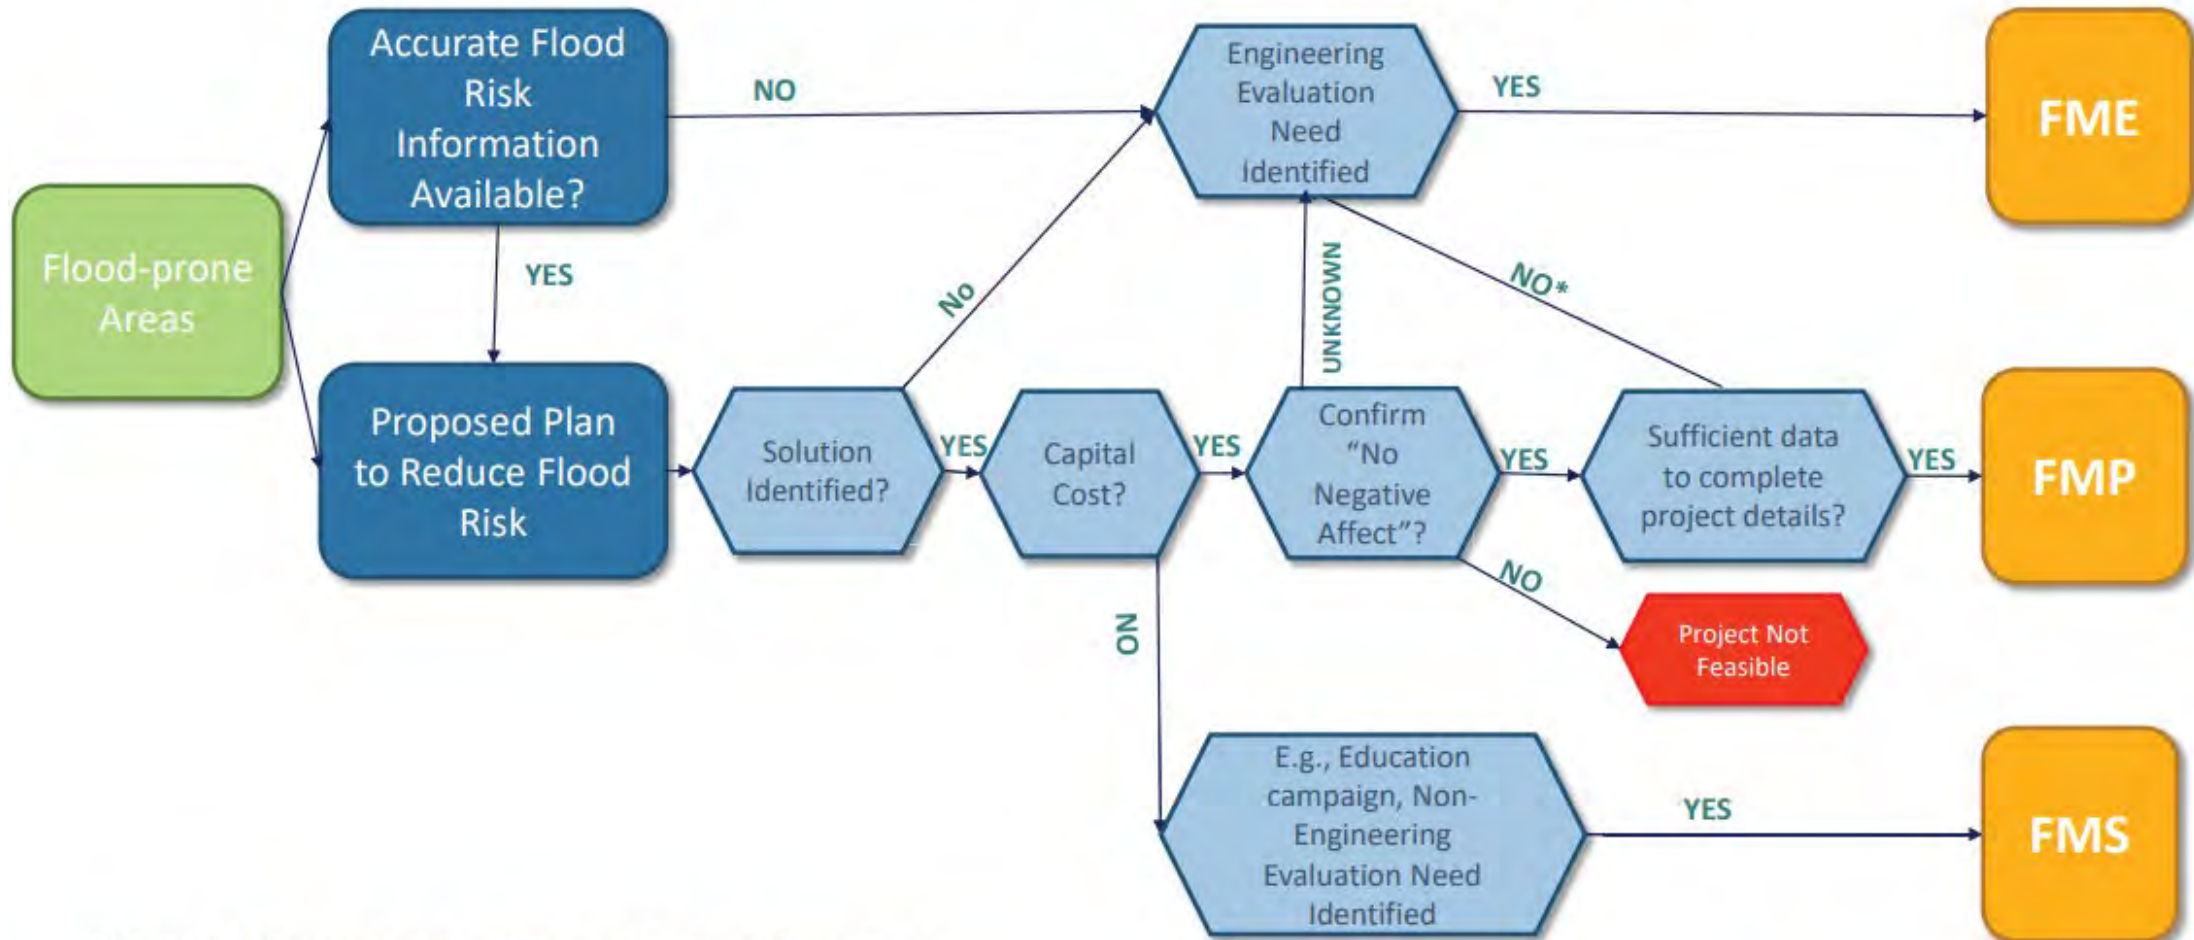 Accurate Flood
Risk
Information
Available?
NO
Engineering
Evaluation
Need
Identified
YES
FME
Flood-prone
Areas
YES
No
UNKNOWN
NO*
Proposed Plan
to Reduce Flood
Risk
Solution
Identified?
YES
Capital
Cost?
YES
Confirm
“No
Negative
Affect”?
YES
Sufficient data
to complete
project details?
YES
FMP
NO
NO
Project Not
Feasible
E.g., Education
campaign, Non-
Engineering
Evaluation Need
Identified
YES
FMS